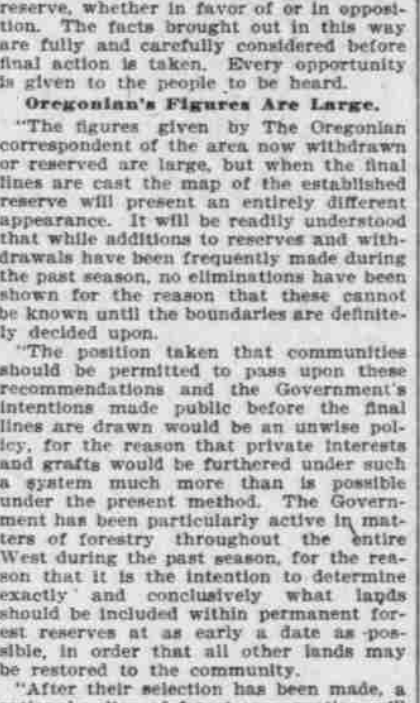 reserve, whether in favor of or in opposi-
tion. The facts brought out in this way
are fully and carefully considered before
final action is taken. Every opportunity
is given to the people to be heard.
Oregonian's Figures Are Large.
"The figures given by The Oregonian
correspondent of the area now withdrawn
or reserved are large, but when the final
lines are cast the map of the established
reserve will present an entirely different
appearance. It will be readily understood
that while additions to reserves and with-
drawals have been frequently made during
the past season, no eliminations have been
shown for the reason that these cannot
be known until the boundaries are definite-
ly decided upon.
"The position taken that communities
should be permitted to pass upon these
recommendations and the Government's
intentions made public before the final
lines are drawn would be an unwise pol-
icy, for the reason that private interests
and grafts would be furthered under such
a system much more than is possible
under the present method. The Govern-
ment has been particularly active in mat-
ters of forestry throughout the entire
West during the past season, for the rea-
son that it is the intention to determine
exactly and conclusively what lands
should be included within permanent for-
est reserves at as early a date as pos-
sible, in order that all other lands may
be restored to the community.
"After their selection has been made, a